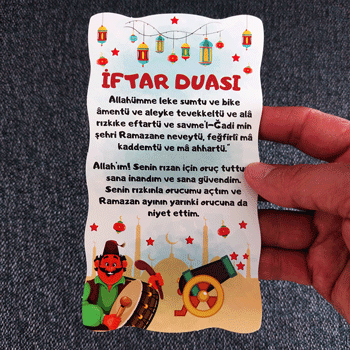 İFTAR DUASI
Allahümme leke sumtu ve bike
âmentü ve aleyke tevekkeltü ve alâ
rızkıke eftartü ve savme'l-Ğadi min
şehri Ramazane neveytü, feğfirlî mâ
kaddemtü ve mâ ahhartü."
Allah'ım! Senin rızan için oruç tuttum
sana inandım ve sana güvendim.
Senin rızkınla orucumu açtım ve
Ramazan ayının yarınki orucuna da
niyet ettim.